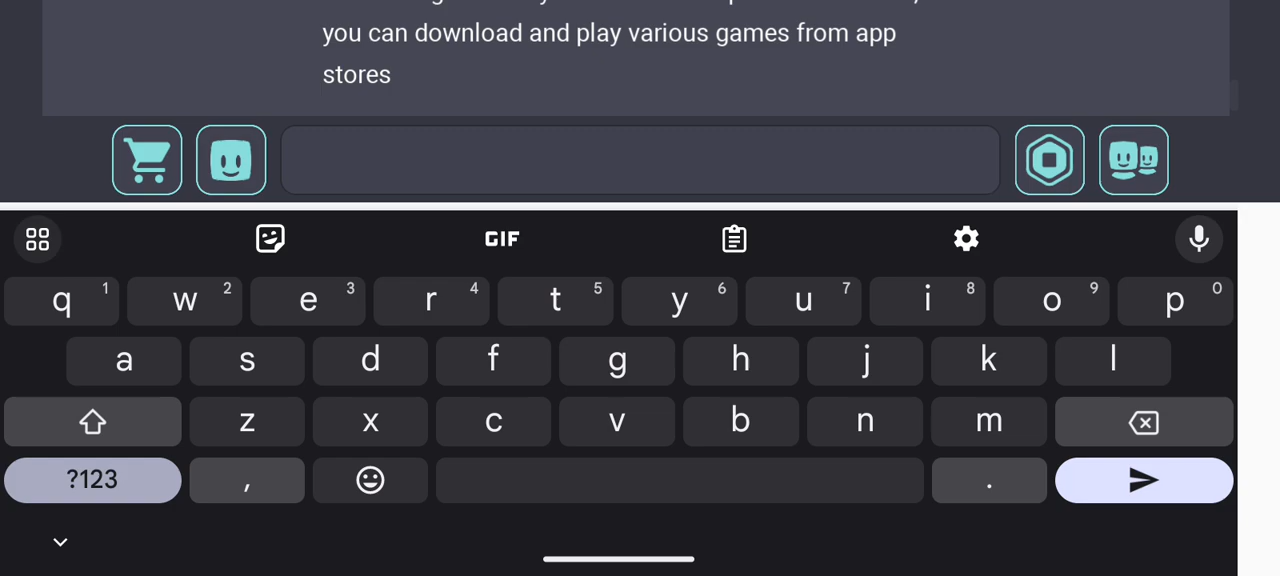 you can download and play various games from app
stores
GIF
q 1 w 2 e 3 r 4 t 5 y 6 u 7 i 8 o 9 p 0
a s d f g h j k l
z x c v b n m
?123 , .